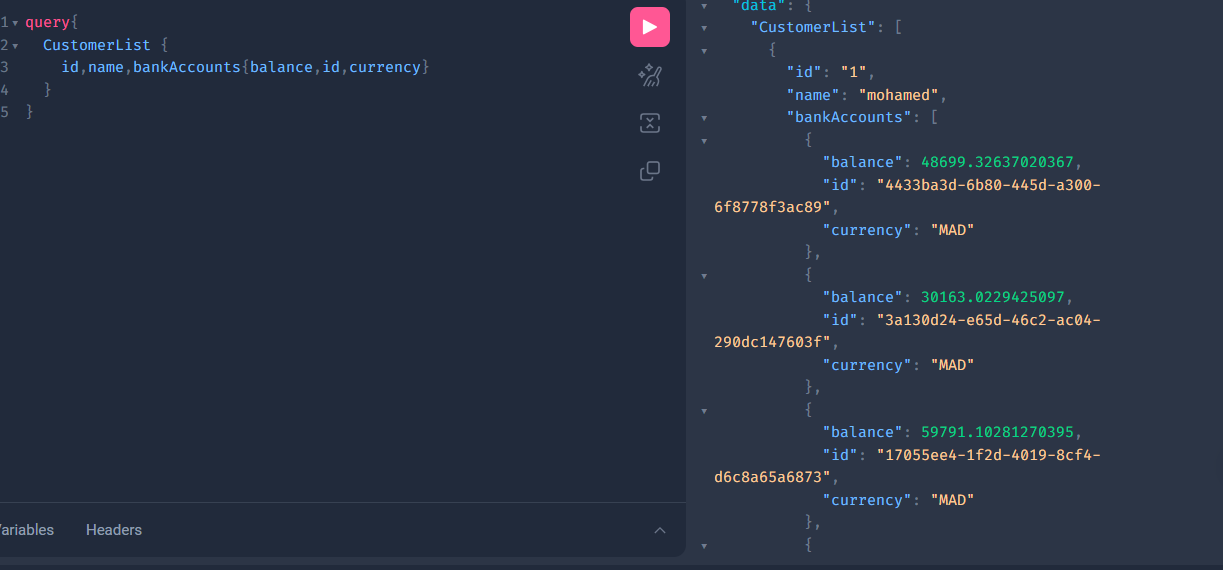 1 query{
2 CustomerList {
3 id,name,bankAccounts{balance,id,currency}
4 }
5 }
Variables Headers
"data": {
"CustomerList": [
{
"id": "1",
"name": "mohamed",
"bankAccounts": [
{
"balance": 48699.32637020367,
"id": "4433ba3d-6b80-445d-a300-
6f8778f3ac89",
"currency": "MAD"
},
{
"balance": 30163.0229425097,
"id": "3a130d24-e65d-46c2-ac04-
290dc147603f",
"currency": "MAD"
},
{
"balance": 59791.10281270395,
"id": "17055ee4-1f2d-4019-8cf4-
d6c8a65a6873",
"currency": "MAD"
},
{